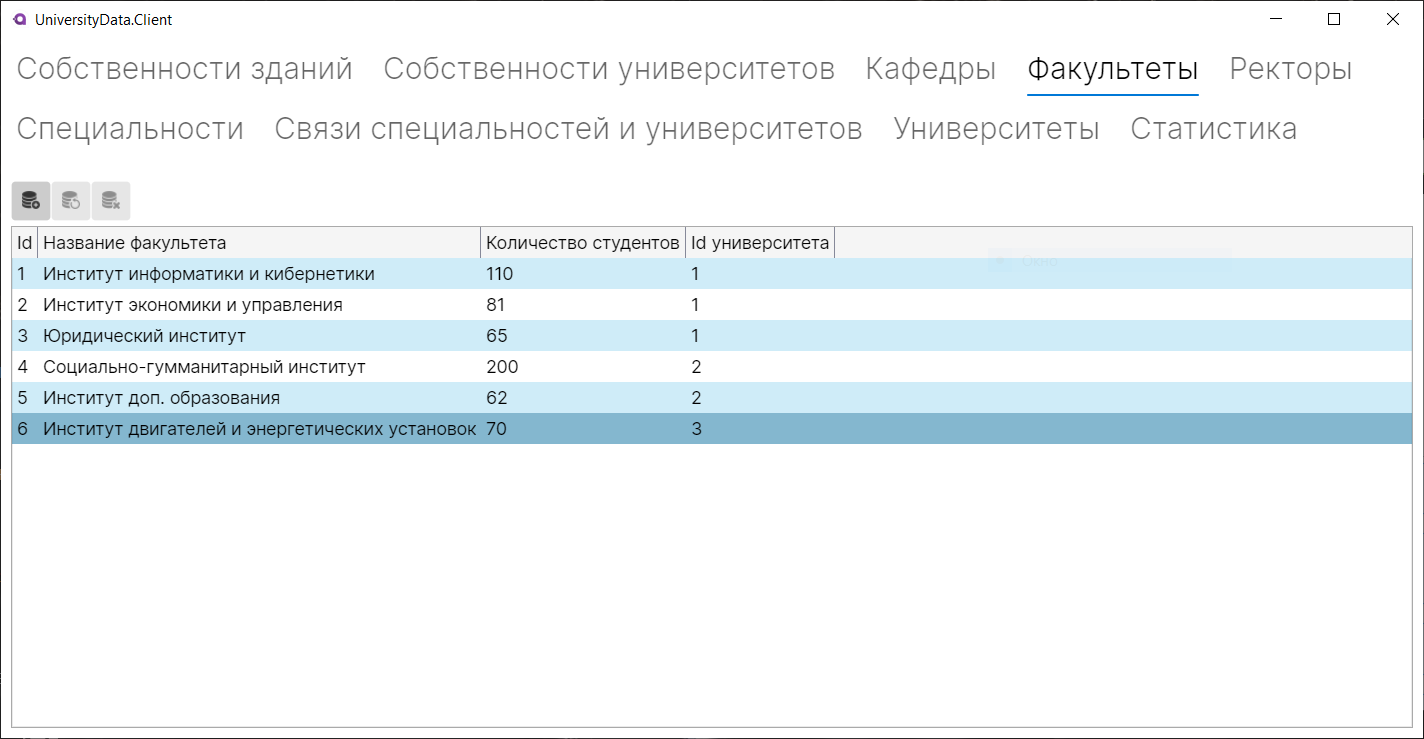 UniversityData.Client
Собственности зданий Собственности университетов Кафедры Факультеты Ректоры
Специальности Связи специальностей и университетов Университеты Статистика
Id Название факультета Количество студентов Id университета
Окно
1 Институт информатики и кибернетики 110 1
2 Институт экономики и управления 81 1
3 Юридический институт 65 1
4 Социально-гумманитарный институт 200 2
5 Институт доп. образования 62 2
6 Институт двигателей и энергетических установок 70 3